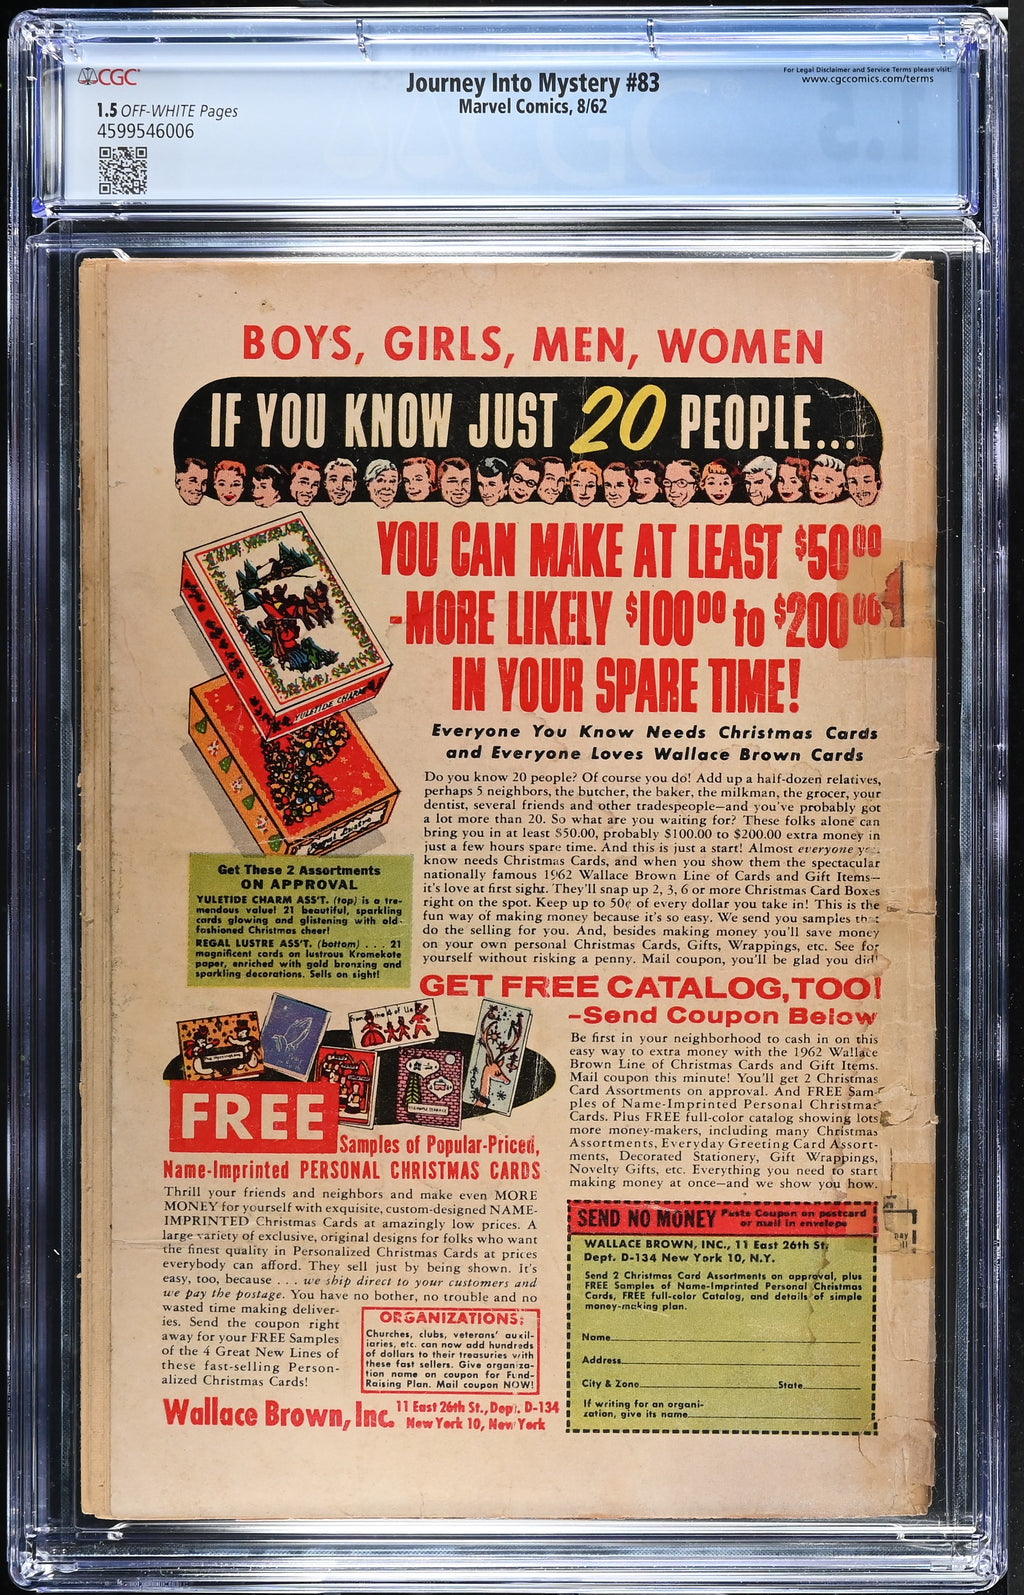 CGC
Journey Into Mystery #83
Marvel Comics, 8/62
For Legal Disclaimer and Service Terms please visit:
www.cgccomics.com/terms
1.5 OFF-WHITE Pages
4599546006
BOYS, GIRLS, MEN, WOMEN
IF YOU KNOW JUST 20 PEOPLE...
YOU CAN MAKE AT LEAST $50⁰⁰
-MORE LIKELY $100⁰⁰ to $200⁰⁰
IN YOUR SPARE TIME!
YULETIDE CHARM
Everyone You Know Needs Christmas Cards
and Everyone Loves Wallace Brown Cards
Do you know 20 people? Of course you do! Add up a half-dozen relatives,
perhaps 5 neighbors, the butcher, the baker, the milkman, the grocer, your
dentist, several friends and other tradespeople—and you've probably got
a lot more than 20. So what are you waiting for? These folks alone can
bring you in at least $50.00, probably $100.00 to $200.00 extra money in
just a few hours spare time. And this is just a start! Almost everyone
know needs Christmas Cards, and when you show them the spectacular
nationally famous 1962 Wallace Brown Line of Cards and Gift Items—
it's love at first sight. They'll snap up 2, 3, 6 or more Christmas Card Boxes
right on the spot. Keep up to 50¢ of every dollar you take in! This is the
fun way of making money because it's so easy. We send you samples
do the selling for you. And, besides making money you'll save money
on your own personal Christmas Cards, Gifts, Wrappings, etc. See for
yourself without risking a penny. Mail coupon, you'll be glad you did!
Regal Lustre
Get These 2 Assortments
ON APPROVAL
YULETIDE CHARM ASS'T. (top) is a tre-
mendous value! 21 beautiful, sparkling
cards glowing and glistening with old-
fashioned Christmas cheer!
REGAL LUSTRE ASS'T. (bottom) . . . 21
magnificent cards on lustrous Kromekote
paper, enriched with gold bronzing and
sparkling decorations. Sells on sight!
GET FREE CATALOG, TOO!
-Send Coupon Below
Be first in your neighborhood to cash in on this
easy way to extra money with the 1962 Wallace
Brown Line of Christmas Cards and Gift Items.
Mail coupon this minute! You'll get 2 Christmas
Card Assortments on approval. And FREE Sam-
ples of Name-Imprinted Personal Christmas
Cards. Plus FREE full-color catalog showing lots
more money-makers, including many Christmas
Assortments, Everyday Greeting Card Assort-
ments, Decorated Stationery, Gift Wrappings,
Novelty Gifts, etc. Everything you need to start
making money at once—and we show you how.
From the 6 of Us
FREE
Samples of Popular-Priced,
Name-Imprinted PERSONAL CHRISTMAS CARDS
Thrill your friends and neighbors and make even MORE
MONEY for yourself with exquisite, custom-designed NAME-
IMPRINTED Christmas Cards at amazingly low prices. A
large variety of exclusive, original designs for folks who want
the finest quality in Personalized Christmas Cards at prices
everybody can afford. They sell just by being shown. It's
easy, too, because . . . we ship direct to your customers and
we pay the postage. You have no bother, no trouble and no
wasted time making deliver-
ies. Send the coupon right
away for your FREE Samples
of the 4 Great New Lines of
these fast-selling Person-
alized Christmas Cards!
ORGANIZATIONS:
Churches, clubs, veterans' auxil-
iaries, etc. can now add hundreds
of dollars to their treasuries with
these fast sellers. Give organiza-
tion name on coupon for Fund-
Raising Plan. Mail coupon NOW!
Wallace Brown, Inc. 11 East 26th St., Dept. D-134
New York 10, New York
SEND NO MONEY Paste Coupon on postcard
or mail in envelope
WALLACE BROWN, INC., 11 East 26th St.
Dept. D-134 New York 10, N.Y.
Send 2 Christmas Card Assortments on approval, plus
FREE Samples of Name-Imprinted Personal Christmas
Cards, FREE full-color Catalog, and details of simple
money-making plan.
Name
Address
City & Zone State
If writing for an organi-
zation, give its name